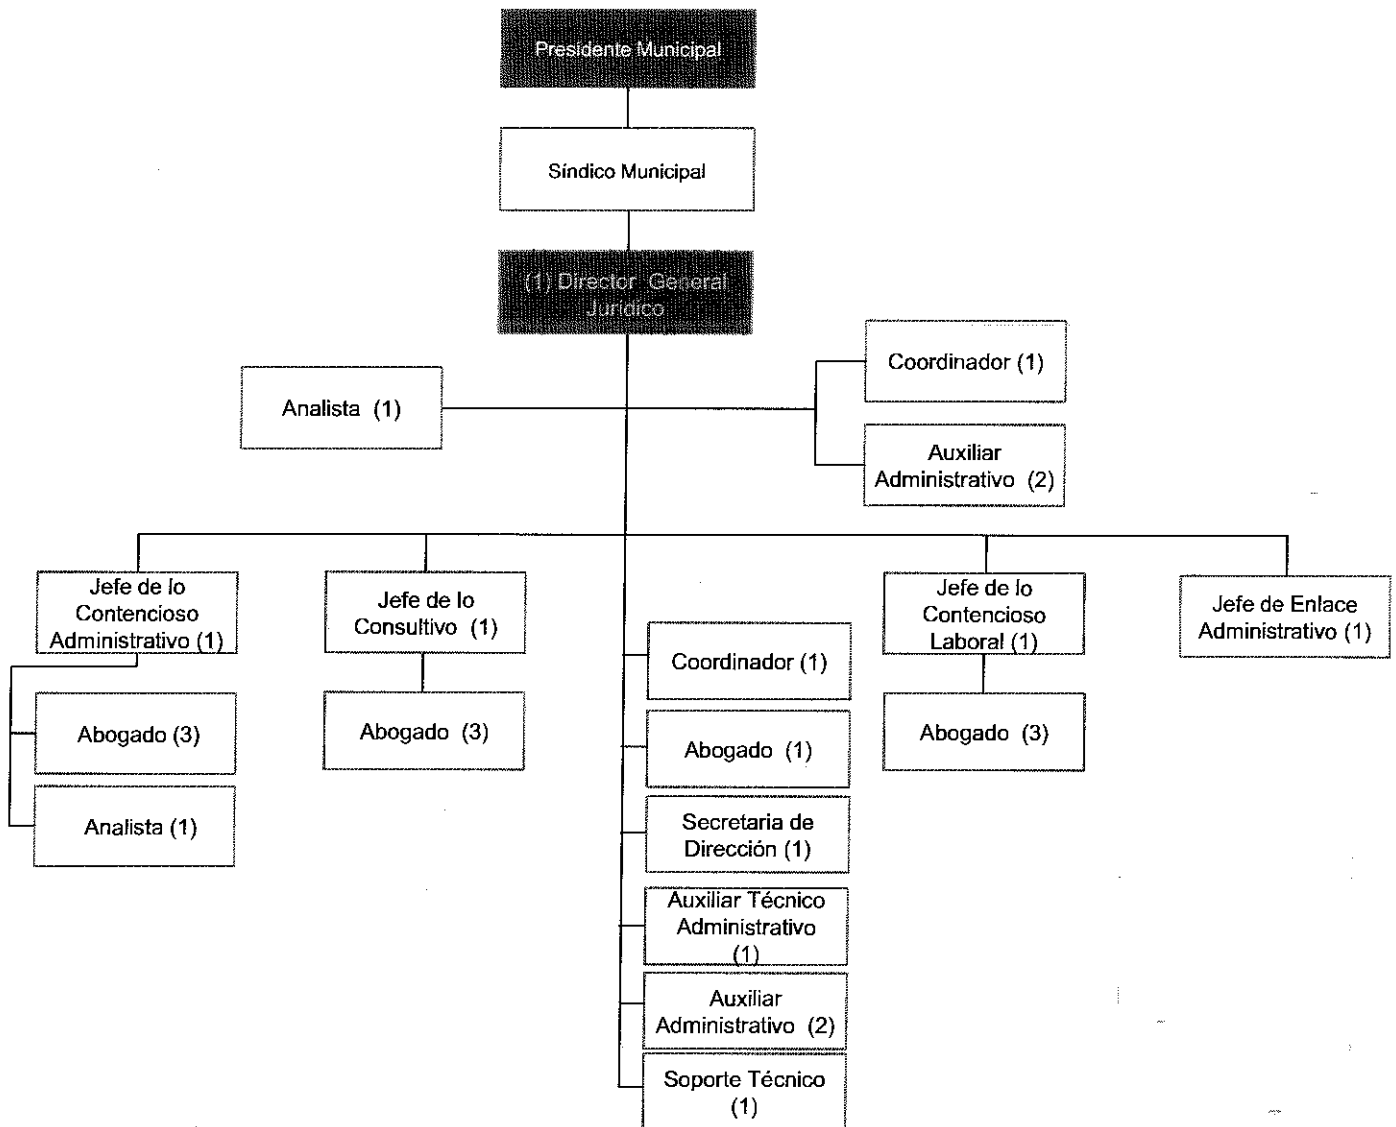 Presidente Municipal
Síndico Municipal
(1) Director General
Jurídico
Analista (1)
Coordinador (1)
Auxiliar
Administrativo (2)
Jefe de lo
Contencioso
Administrativo (1)
Abogado (3)
Analista (1)
Jefe de lo
Consultivo (1)
Abogado (3)
Coordinador (1)
Abogado (1)
Secretaria de
Dirección (1)
Auxiliar Técnico
Administrativo
(1)
Auxiliar
Administrativo (2)
Soporte Técnico
(1)
Jefe de lo
Contencioso
Laboral (1)
Abogado (3)
Jefe de Enlace
Administrativo (1)